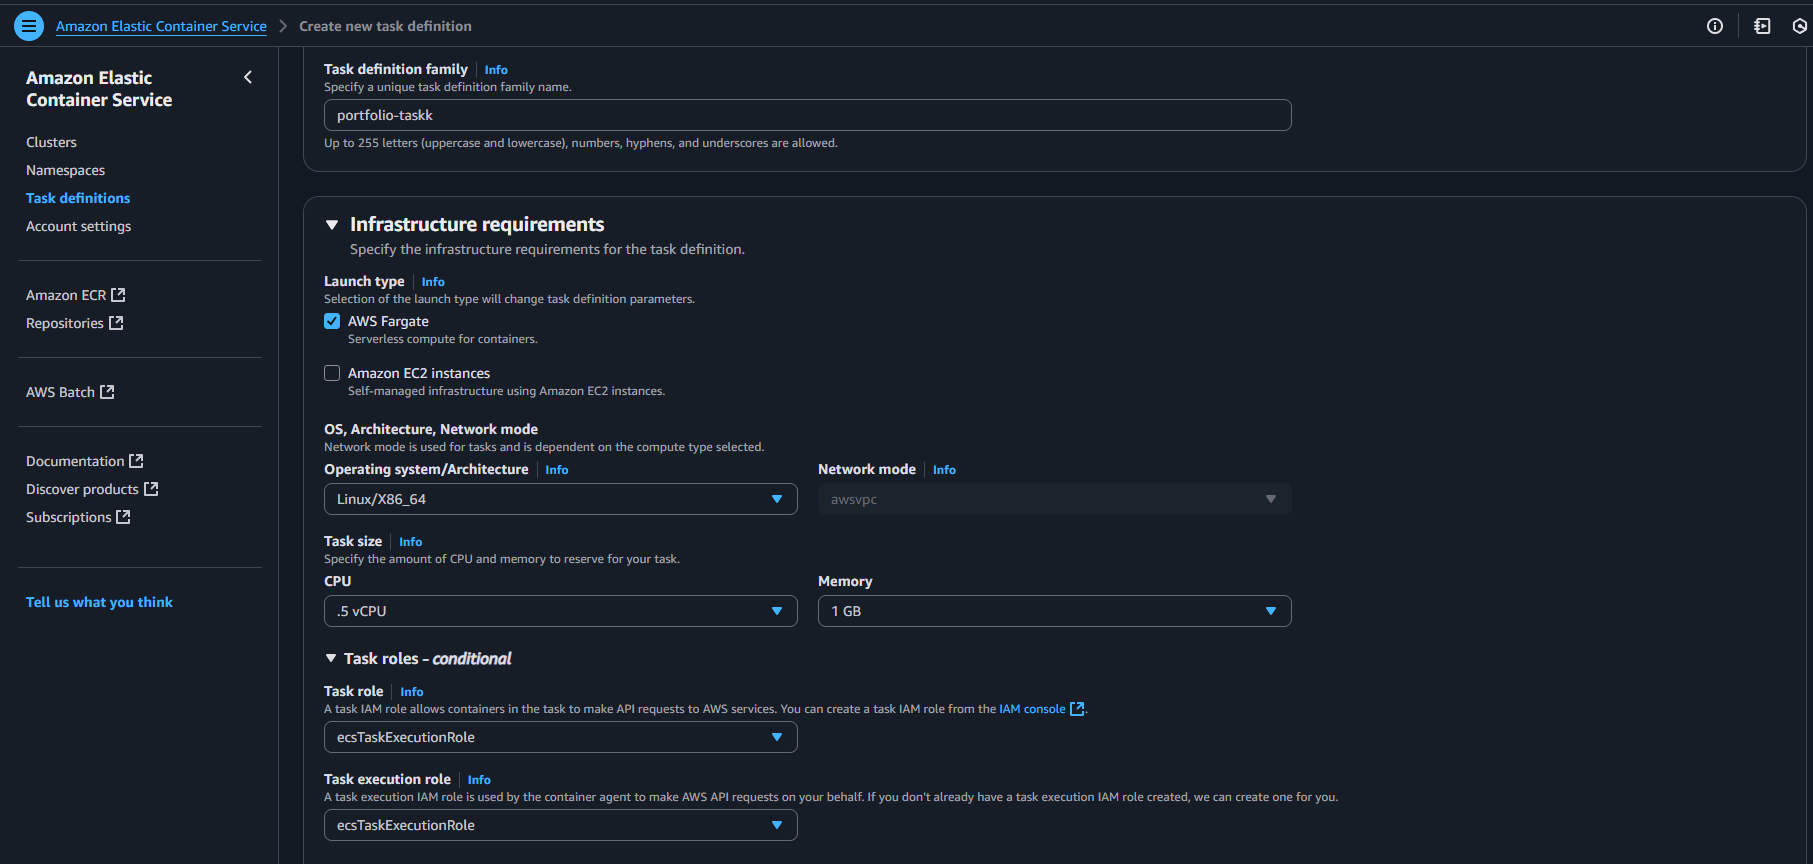 Amazon Elastic Container Service > Create new task definition
Amazon Elastic
Container Service
Clusters
Namespaces
Task definitions
Account settings
Amazon ECR
Repositories
AWS Batch
Documentation
Discover products
Subscriptions
Tell us what you think
Task definition family | Info
Specify a unique task definition family name.
portfolio-taskk
Up to 255 letters (uppercase and lowercase), numbers, hyphens, and underscores are allowed.
Infrastructure requirements
Specify the infrastructure requirements for the task definition.
Launch type | Info
Selection of the launch type will change task definition parameters.
AWS Fargate
Serverless compute for containers.
Amazon EC2 instances
Self-managed infrastructure using Amazon EC2 instances.
OS, Architecture, Network mode
Network mode is used for tasks and is dependent on the compute type selected.
Operating system/Architecture | Info
Linux/X86_64
Network mode | Info
awsvpc
Task size | Info
Specify the amount of CPU and memory to reserve for your task.
CPU
.5 vCPU
Memory
1 GB
Task roles - conditional
Task role | Info
A task IAM role allows containers in the task to make API requests to AWS services. You can create a task IAM role from the IAM console.
ecsTaskExecutionRole
Task execution role | Info
A task execution IAM role is used by the container agent to make AWS API requests on your behalf. If you don't already have a task execution IAM role created, we can create one for you.
ecsTaskExecutionRole